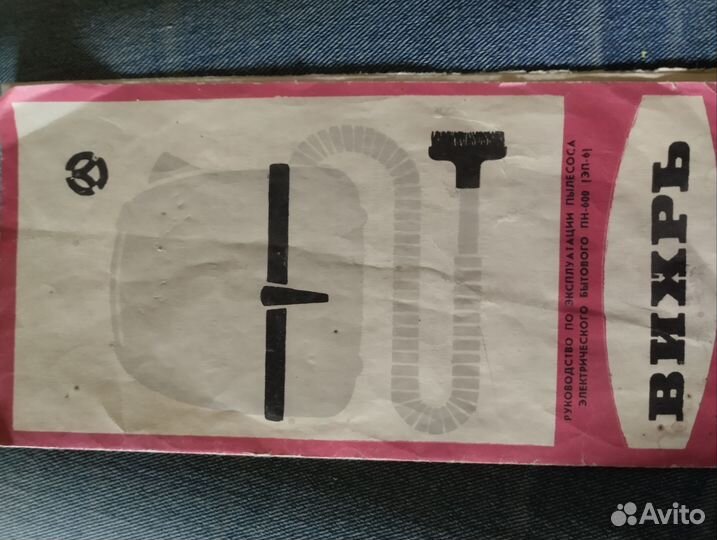 ВИХРЬ
РУКОВОДСТВО ПО ЭКСПЛУАТАЦИИ ПЫЛЕСОСА
ЭЛЕКТРИЧЕСКОГО БЫТОВОГО ПН-600 (ЭП-6)
Avito